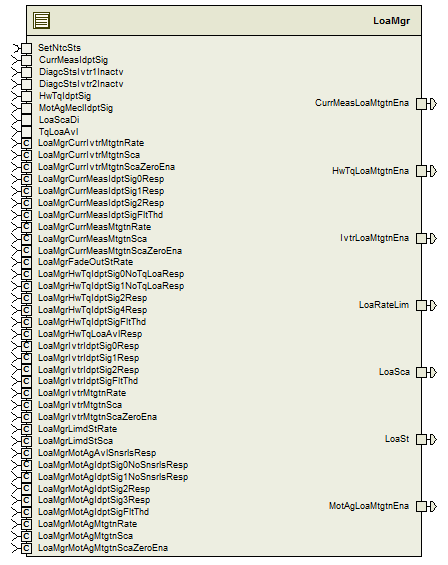 LoaMgr
SetNtcSts
CurrMeasIdptSig
DiagcStsIvtr1Inactv
DiagcStsIvtr2Inactv
HwTqIdptSig
MotAgMeclIdptSig
LoaScaDi
TqLoaAvl
C LoaMgrCurrIvtrMtgtnRate
C LoaMgrCurrIvtrMtgtnSca
C LoaMgrCurrIvtrMtgtnScaZeroEna
C LoaMgrCurrMeasIdptSig0Resp
C LoaMgrCurrMeasIdptSig1Resp
C LoaMgrCurrMeasIdptSig2Resp
C LoaMgrCurrMeasIdptSigFltThd
C LoaMgrCurrMeasMtgtnRate
C LoaMgrCurrMeasMtgtnSca
C LoaMgrCurrMeasMtgtnScaZeroEna
C LoaMgrFadeOutStRate
C LoaMgrHwTqIdptSig0NoTqLoaResp
C LoaMgrHwTqIdptSig1NoTqLoaResp
C LoaMgrHwTqIdptSig2Resp
C LoaMgrHwTqIdptSig4Resp
C LoaMgrHwTqIdptSigFltThd
C LoaMgrHwTqLoaAvlResp
C LoaMgrIvtrIdptSig0Resp
C LoaMgrIvtrIdptSig1Resp
C LoaMgrIvtrIdptSig2Resp
C LoaMgrIvtrIdptSigFltThd
C LoaMgrIvtrMtgtnRate
C LoaMgrIvtrMtgtnSca
C LoaMgrIvtrMtgtnScaZeroEna
C LoaMgrLimdStRate
C LoaMgrLimdStSca
C LoaMgrMotAgAvlSnsrlsResp
C LoaMgrMotAgIdptSig0NoSnsrlsResp
C LoaMgrMotAgIdptSig1NoSnsrlsResp
C LoaMgrMotAgIdptSig2Resp
C LoaMgrMotAgIdptSig3Resp
C LoaMgrMotAgIdptSigFltThd
C LoaMgrMotAgMtgtnRate
C LoaMgrMotAgMtgtnSca
C LoaMgrMotAgMtgtnScaZeroEna
CurrMeasLoaMtgtnEna
HwTqLoaMtgtnEna
IvtrLoaMtgtnEna
LoaRateLim
LoaSca
LoaSt
MotAgLoaMtgtnEna